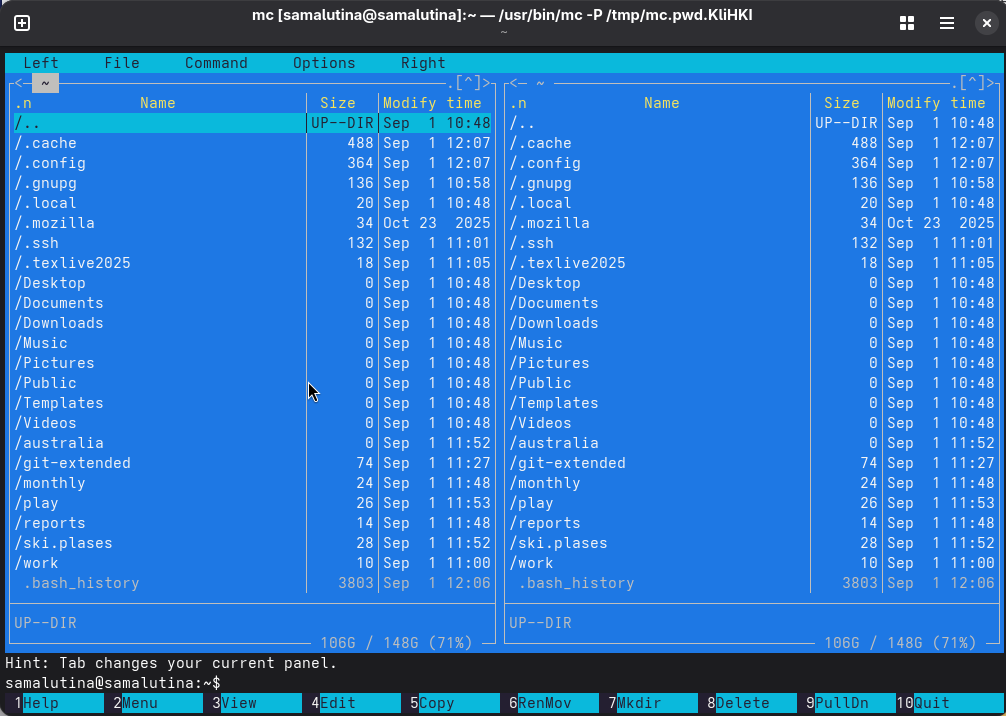 mc [samalutina@samalutina]:~ — /usr/bin/mc -P /tmp/mc.pwd.KliHKI
~
Left File Command Options Right
<─ ~ .[^]> <─ ~ .[^]>
.n Name Size Modify time .n Name Size Modify time
/.. UP--DIR Sep 1 10:48 /.. UP--DIR Sep 1 10:48
/.cache 488 Sep 1 12:07 /.cache 488 Sep 1 12:07
/.config 364 Sep 1 12:07 /.config 364 Sep 1 12:07
/.gnupg 136 Sep 1 10:58 /.gnupg 136 Sep 1 10:58
/.local 20 Sep 1 10:48 /.local 20 Sep 1 10:48
/.mozilla 34 Oct 23 2025 /.mozilla 34 Oct 23 2025
/.ssh 132 Sep 1 11:01 /.ssh 132 Sep 1 11:01
/.texlive2025 18 Sep 1 11:05 /.texlive2025 18 Sep 1 11:05
/Desktop 0 Sep 1 10:48 /Desktop 0 Sep 1 10:48
/Documents 0 Sep 1 10:48 /Documents 0 Sep 1 10:48
/Downloads 0 Sep 1 10:48 /Downloads 0 Sep 1 10:48
/Music 0 Sep 1 10:48 /Music 0 Sep 1 10:48
/Pictures 0 Sep 1 10:48 /Pictures 0 Sep 1 10:48
/Public 0 Sep 1 10:48 /Public 0 Sep 1 10:48
/Templates 0 Sep 1 10:48 /Templates 0 Sep 1 10:48
/Videos 0 Sep 1 10:48 /Videos 0 Sep 1 10:48
/australia 0 Sep 1 11:52 /australia 0 Sep 1 11:52
/git-extended 74 Sep 1 11:27 /git-extended 74 Sep 1 11:27
/monthly 24 Sep 1 11:48 /monthly 24 Sep 1 11:48
/play 26 Sep 1 11:53 /play 26 Sep 1 11:53
/reports 14 Sep 1 11:48 /reports 14 Sep 1 11:48
/ski.plases 28 Sep 1 11:52 /ski.plases 28 Sep 1 11:52
/work 10 Sep 1 11:00 /work 10 Sep 1 11:00
.bash_history 3803 Sep 1 12:06 .bash_history 3803 Sep 1 12:06
UP--DIR UP--DIR
106G / 148G (71%) 106G / 148G (71%)
Hint: Tab changes your current panel.
samalutina@samalutina:~$
1Help 2Menu 3View 4Edit 5Copy 6RenMov 7Mkdir 8Delete 9PullDn 10Quit